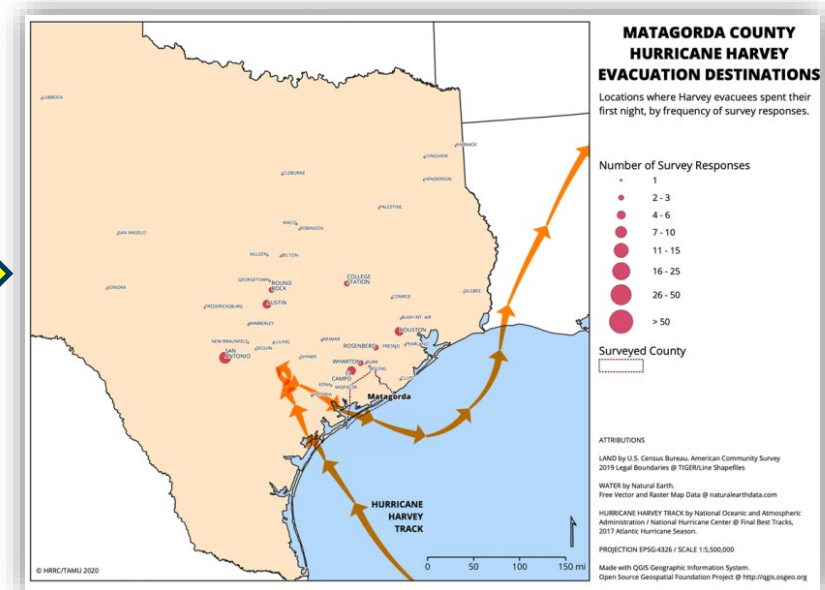 MATAGORDA COUNTY
HURRICANE HARVEY
EVACUATION DESTINATIONS
Locations where Harvey evacuees spent their
first night, by frequency of survey responses.
Number of Survey Responses
1
2 - 3
4 - 6
7 - 10
11 - 15
16 - 25
26 - 50
> 50
Surveyed County
ATTRIBUTIONS
LAND by U.S. Census Bureau. American Community Survey
2019 Legal Boundaries @ TIGER/Line Shapefiles
WATER by Natural Earth.
Free Vector and Raster Map Data @ naturalearthdata.com
HURRICANE HARVEY TRACK by National Oceanic and Atmospheric
Administration / National Hurricane Center @ Final Best Tracks,
2017 Atlantic Hurricane Season.
PROJECTION EPSG:4326 / SCALE 1:5,500,000
Made with QGIS Geographic Information System.
Open Source Geospatial Foundation Project @ http://qgis.osgeo.org
LUBBOCK
LONGVIEW
HENDERSON
CLEBURNE
PALESTINE
WACO
ROBINSON
SAN ANGELO
KILLEEN
BELTON
GEORGETOWN
ROUND
ROCK
COLLEGE
STATION
SONORA
CONROE
FREDERICKSBURG
AUSTIN
WIMBERLEY
BUSH INT. AIR
HOUSTON
NEW BRAUNFELS
LULING
WEIMAR
ROSENBERG
FRESNO
PEARLAND
SEGUIN
SAN
ANTONIO
SHINER
WHARTON
BOLING
EL
CAMPO
EDNA
CLUTE
VICTORIA
Matagorda
HURRICANE
HARVEY
TRACK
0 50 100 150 mi
© HRRC/TAMU 2020